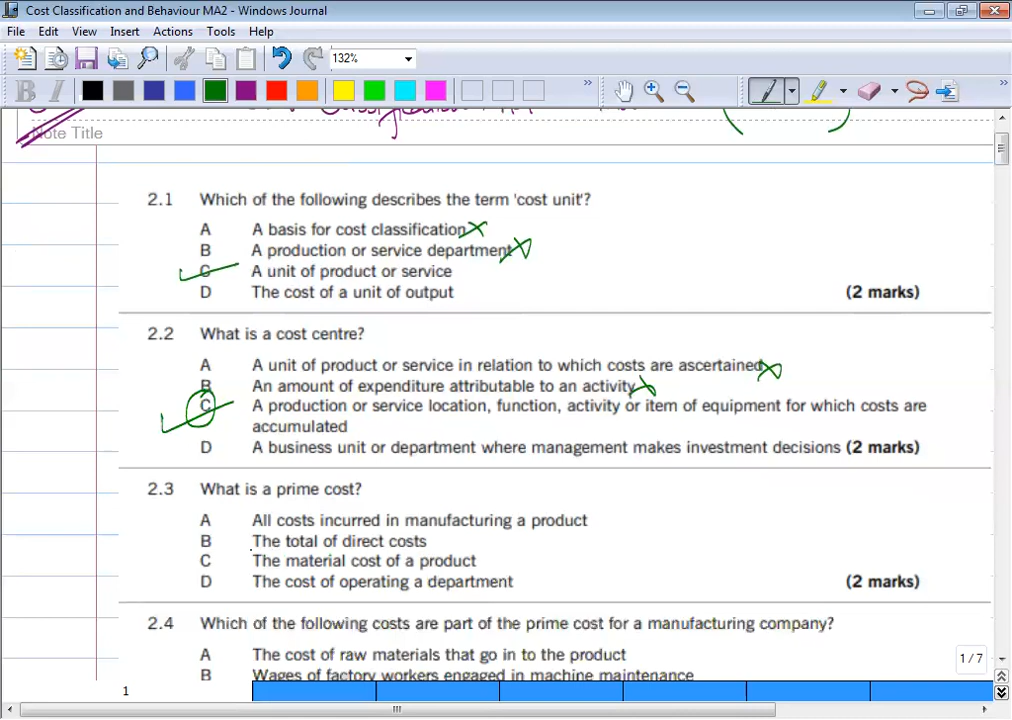 Cost Classification and Behaviour MA2 - Windows Journal
File Edit View Insert Actions Tools Help
132%
B I
Note Title
2.1 Which of the following describes the term 'cost unit'?
A A basis for cost classification
B A production or service department
C A unit of product or service
D The cost of a unit of output (2 marks)
2.2 What is a cost centre?
A A unit of product or service in relation to which costs are ascertained
B An amount of expenditure attributable to an activity
C A production or service location, function, activity or item of equipment for which costs are
accumulated
D A business unit or department where management makes investment decisions (2 marks)
2.3 What is a prime cost?
A All costs incurred in manufacturing a product
B The total of direct costs
C The material cost of a product
D The cost of operating a department (2 marks)
2.4 Which of the following costs are part of the prime cost for a manufacturing company?
A The cost of raw materials that go in to the product
B Wages of factory workers engaged in machine maintenance
1 / 7
1